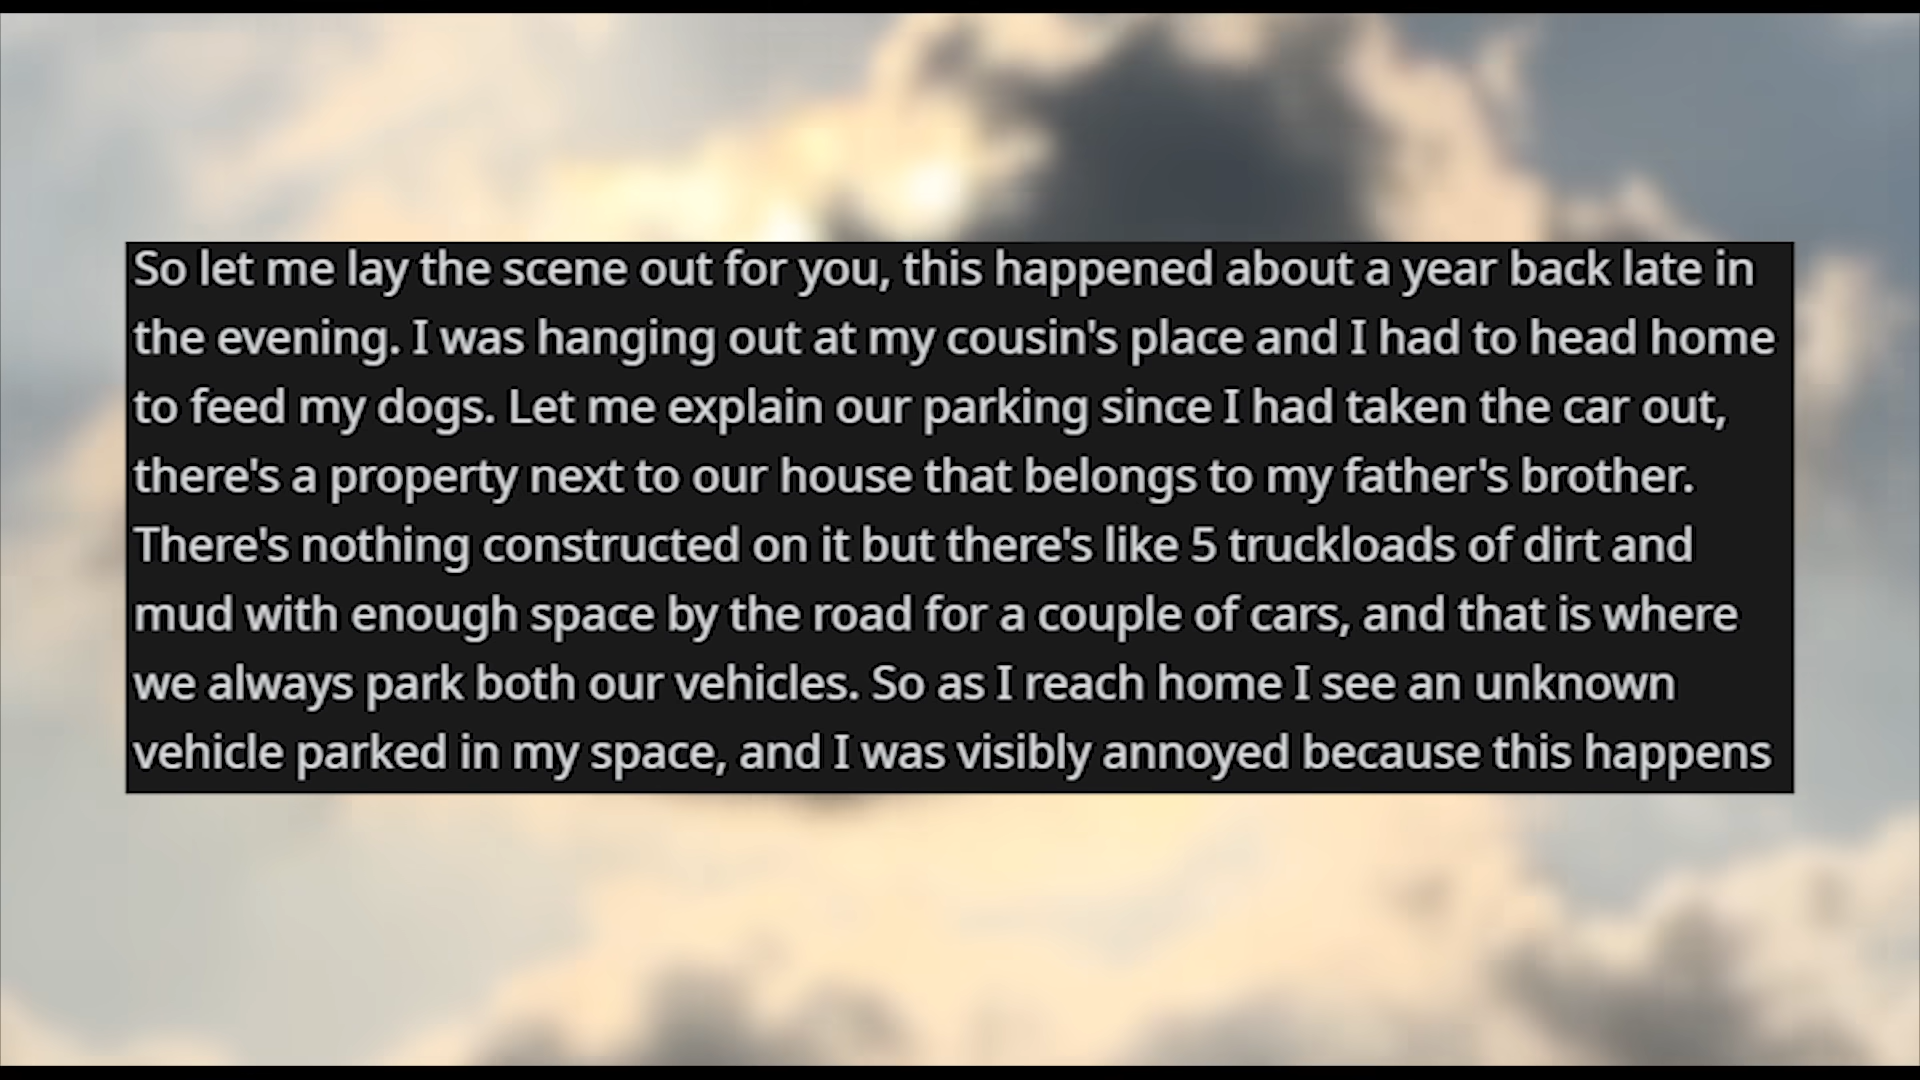 So let me lay the scene out for you, this happened about a year back late in
the evening. I was hanging out at my cousin's place and I had to head home
to feed my dogs. Let me explain our parking since I had taken the car out,
there's a property next to our house that belongs to my father's brother.
There's nothing constructed on it but there's like 5 truckloads of dirt and
mud with enough space by the road for a couple of cars, and that is where
we always park both our vehicles. So as I reach home I see an unknown
vehicle parked in my space, and I was visibly annoyed because this happens